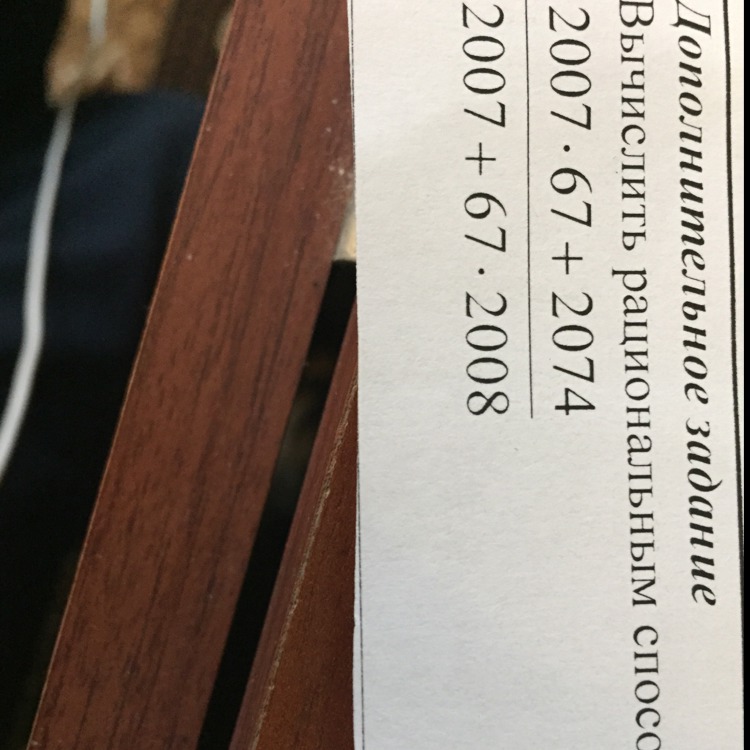 Дополнительное задание
Вычислить рациональным
2007 · 67 + 2074
2007 + 67 · 2008